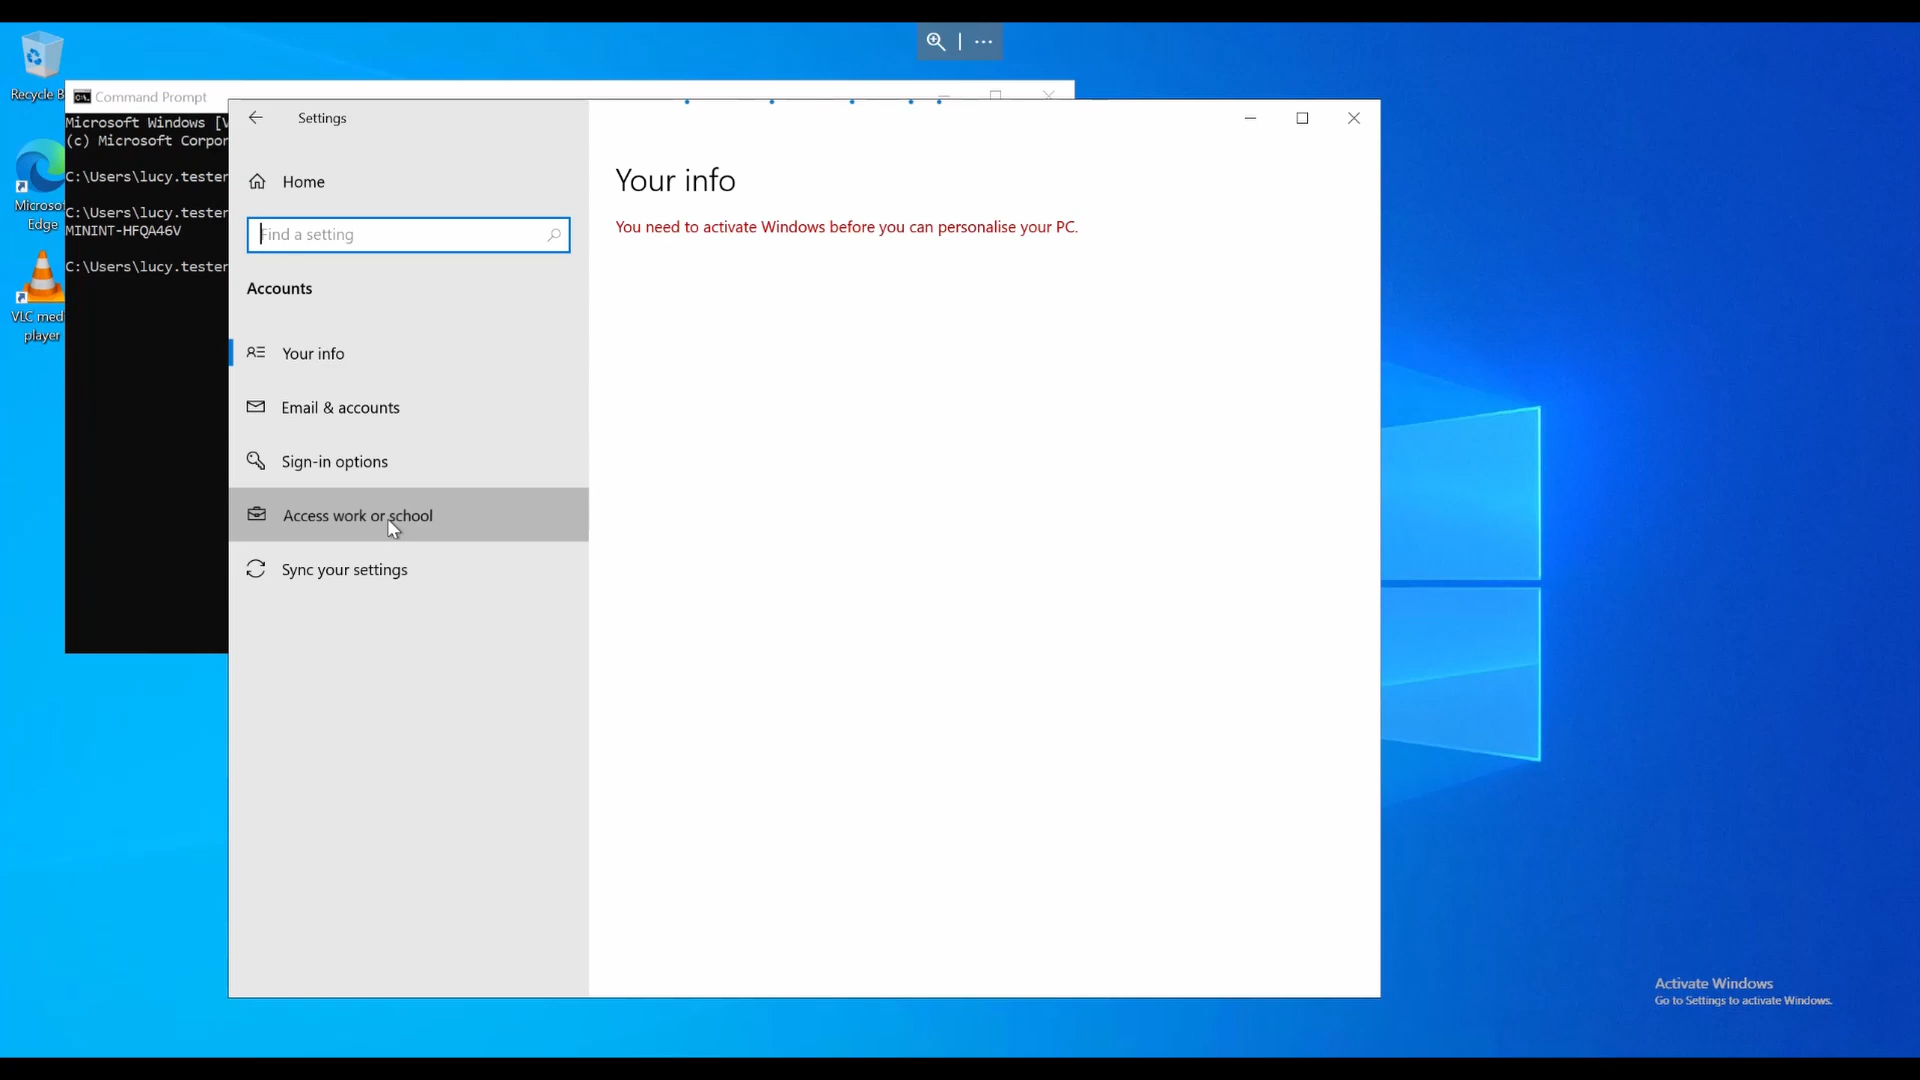 Recycle B
Command Prompt
Microsoft Windows [V
(c) Microsoft Corpor
C:\Users\lucy.tester
C:\Users\lucy.tester
MININT-HFQA46V
C:\Users\lucy.tester
Microsof
Edge
VLC med
player
Settings
Home
Find a setting
Accounts
Your info
Email & accounts
Sign-in options
Access work or school
Sync your settings
Your info
You need to activate Windows before you can personalise your PC.
Activate Windows
Go to Settings to activate Windows.